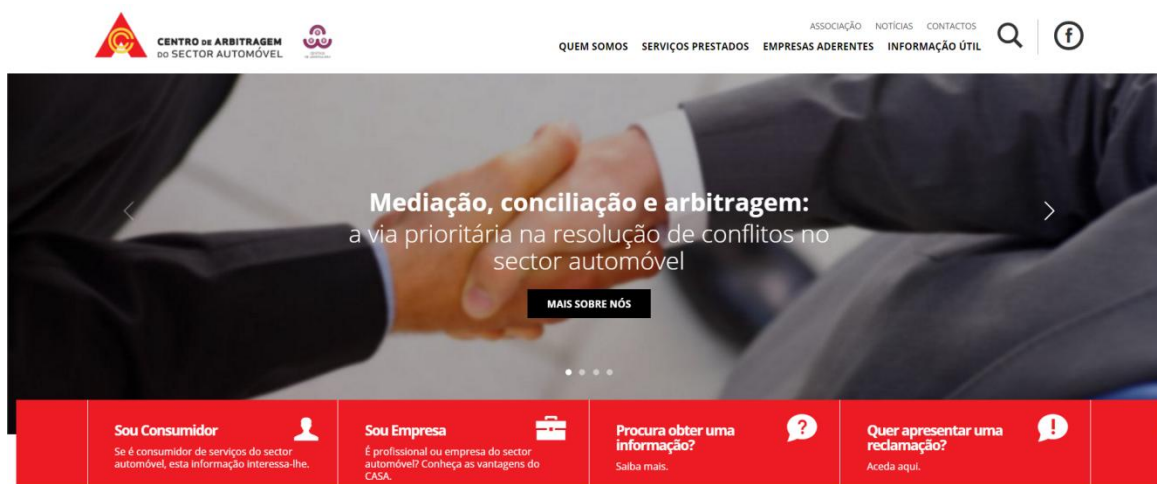 CENTRO DE ARBITRAGEM
DO SECTOR AUTOMÓVEL
ASSOCIAÇÃO NOTÍCIAS CONTACTOS
QUEM SOMOS SERVIÇOS PRESTADOS EMPRESAS ADERENTES INFORMAÇÃO ÚTIL
Mediação, conciliação e arbitragem:
a via prioritária na resolução de conflitos no
sector automóvel
MAIS SOBRE NÓS
Sou Consumidor
Se é consumidor de serviços do sector
automóvel, esta informação interessa-lhe.
Sou Empresa
É profissional ou empresa do sector
automóvel? Conheça as vantagens do
CASA.
Procura obter uma
informação?
Saiba mais.
Quer apresentar uma
reclamação?
Aceda aqui.